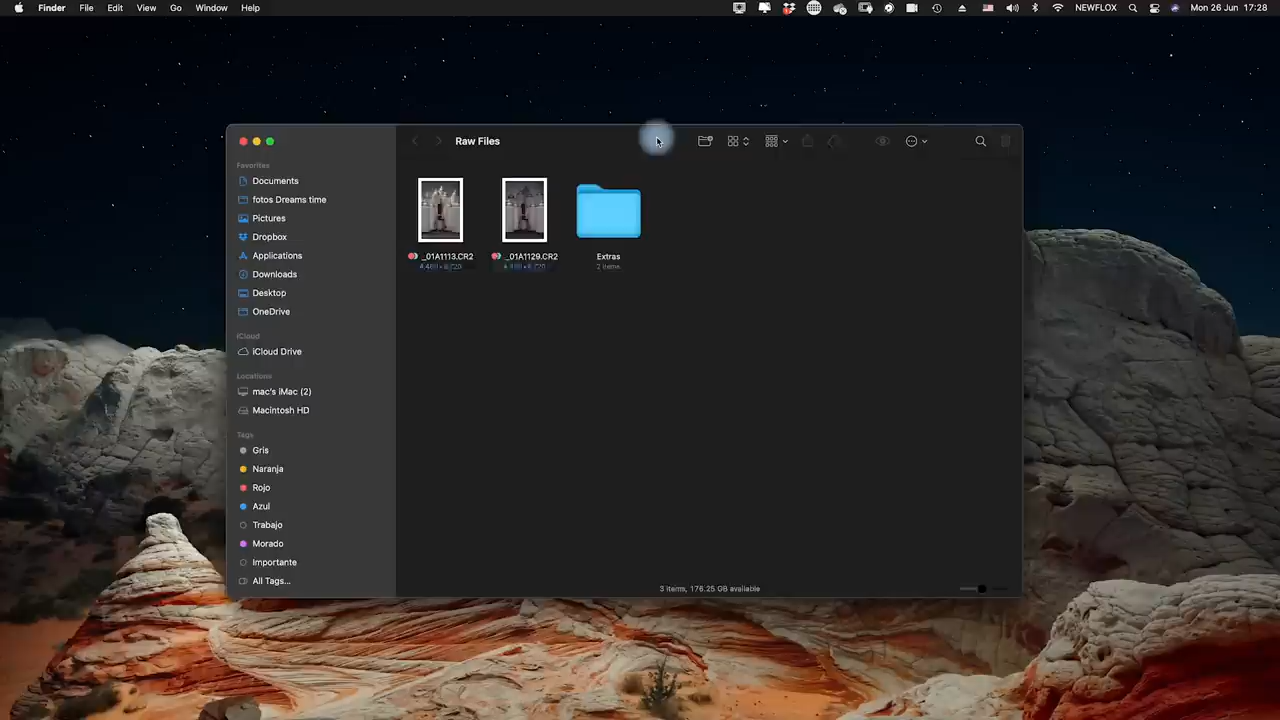 Finder File Edit View Go Window Help NEWFLOX Mon 26 Jun 17:28
Raw Files
Favorites
Documents
fotos Dreams time
Pictures
Dropbox
Applications
Downloads
Desktop
OneDrive
iCloud
iCloud Drive
Locations
mac's iMac (2)
Macintosh HD
Tags
Gris
Naranja
Rojo
Azul
Trabajo
Morado
Importante
All Tags...
_01A1113.CR2 _01A1129.CR2 Extras
2 items
3 items, 176.25 GB available